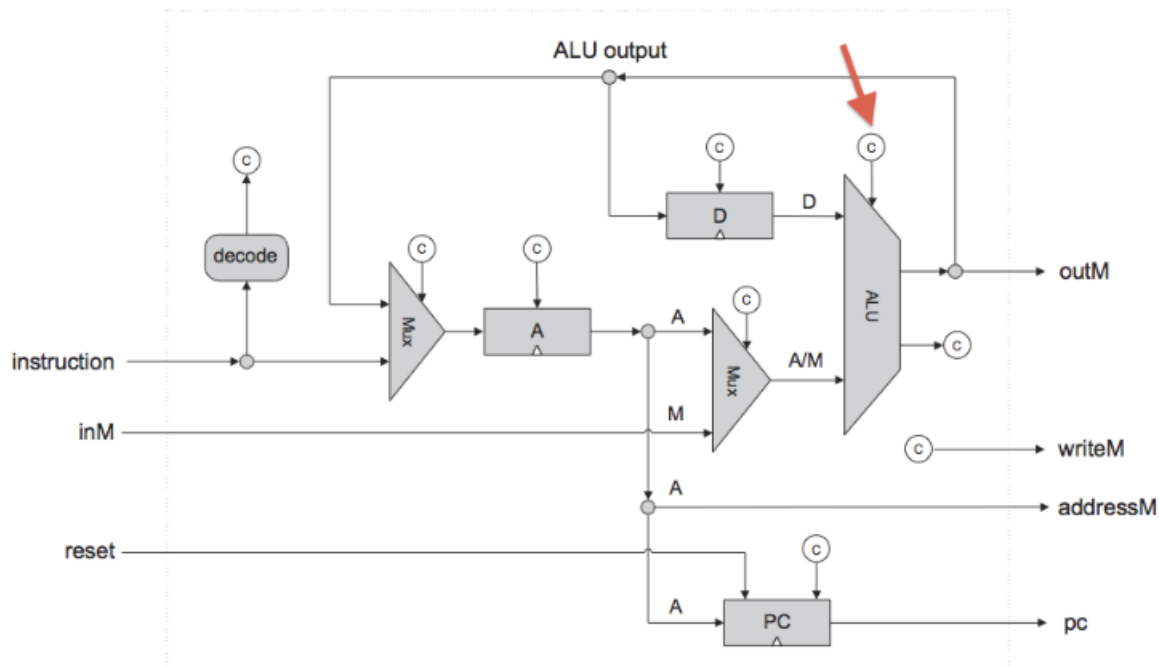 ALU output
c
c
c
D
D
decode
c
c
c
outM
ALU
Mux
A
A
Mux
A/M
c
instruction
M
inM
c
writeM
A
addressM
reset
c
A
PC
pc